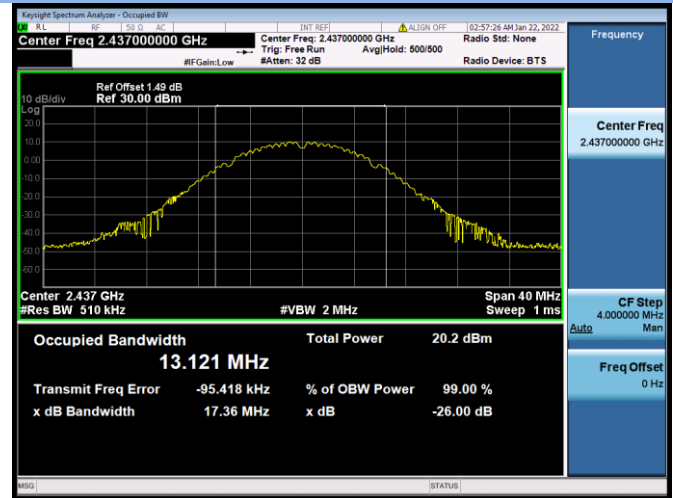 Keysight Spectrum Analyzer - Occupied BW
RL RF 50 Ω AC INT REF ALIGN OFF 02:57:26 AM Jan 22, 2022
Center Freq 2.437000000 GHz
Center Freq: 2.437000000 GHz
Radio Std: None
Trig: Free Run Avg|Hold: 500/500
#IFGain:Low
#Atten: 32 dB
Radio Device: BTS
Frequency
Ref Offset 1.49 dB
10 dB/div Ref 30.00 dBm
Log
20.0
10.0
0.00
-10.0
-20.0
-30.0
-40.0
-50.0
-60.0
Center 2.437 GHz Span 40 MHz
#Res BW 510 kHz #VBW 2 MHz Sweep 1 ms
Occupied Bandwidth Total Power 20.2 dBm
13.121 MHz
Transmit Freq Error -95.418 kHz % of OBW Power 99.00 %
x dB Bandwidth 17.36 MHz x dB -26.00 dB
Center Freq
2.437000000 GHz
CF Step
4.000000 MHz
Auto Man
Freq Offset
0 Hz
MSG STATUS